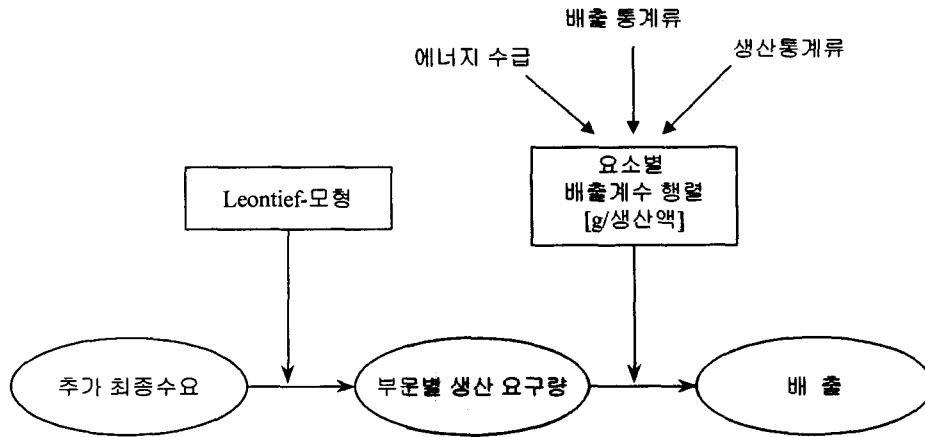 배출 통계류
에너지 수급
생산통계류
요소별
배출계수 행렬
[g/생산액]
Leontief-모형
추가 최종수요
부문별 생산 요구량
배 출